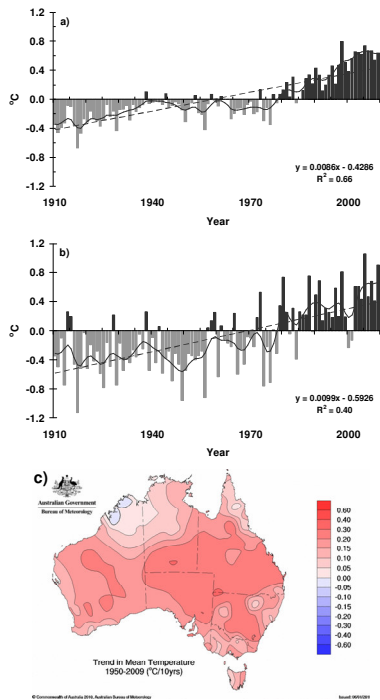 a)
1.2
0.8
0.4
0.0
-0.4
-0.8
-1.2
°C
y = 0.0086x - 0.4286
R² = 0.66
1910 1940 1970 2000
Year
b)
1.2
0.8
0.4
0.0
-0.4
-0.8
-1.2
°C
y = 0.0099x - 0.5926
R² = 0.40
1910 1940 1970 2000
Year
c)
Australian Government
Bureau of Meteorology
0.60
0.40
0.30
0.20
0.15
0.10
0.05
0.00
-0.05
-0.10
-0.15
-0.20
-0.30
-0.40
-0.60
Trend in Mean Temperature
1950-2009 (°C/10yrs)
© Commonwealth of Australia 2010, Australian Bureau of Meteorology
Issued: